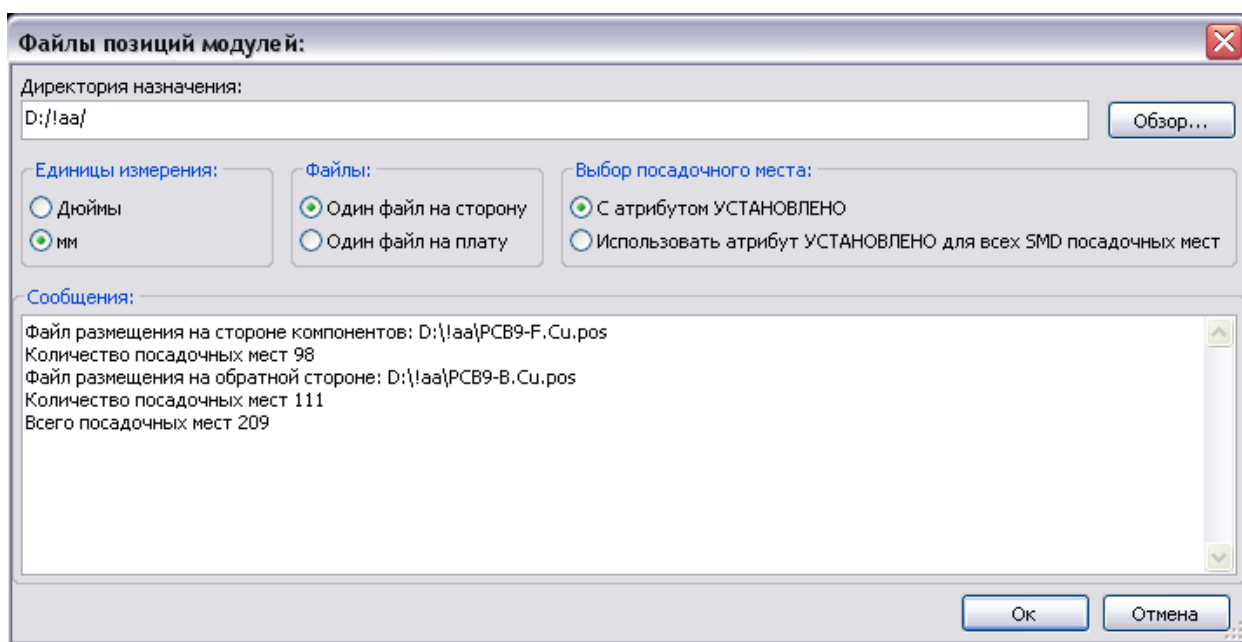 Файлы позиций модулей:
Директория назначения:
D:/!aa/
Обзор...
Единицы измерения:
Файлы:
Выбор посадочного места:
Дюймы
Один файл на сторону
С атрибутом УСТАНОВЛЕНО
мм
Один файл на плату
Использовать атрибут УСТАНОВЛЕНО для всех SMD посадочных мест
Сообщения:
Файл размещения на стороне компонентов: D:\!aa\PCB9-F.Cu.pos
Количество посадочных мест 98
Файл размещения на обратной стороне: D:\!aa\PCB9-B.Cu.pos
Количество посадочных мест 111
Всего посадочных мест 209
Ок
Отмена